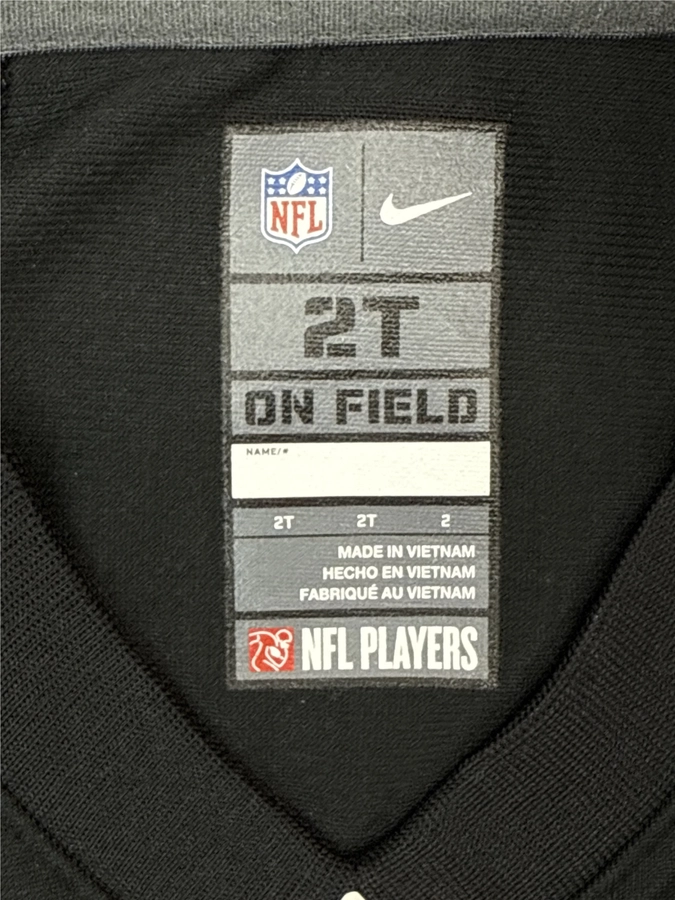 NFL
2T
ON FIELD
NAME/#
2T 2T 2
MADE IN VIETNAM
HECHO EN VIETNAM
FABRIQUÉ AU VIETNAM
NFL PLAYERS